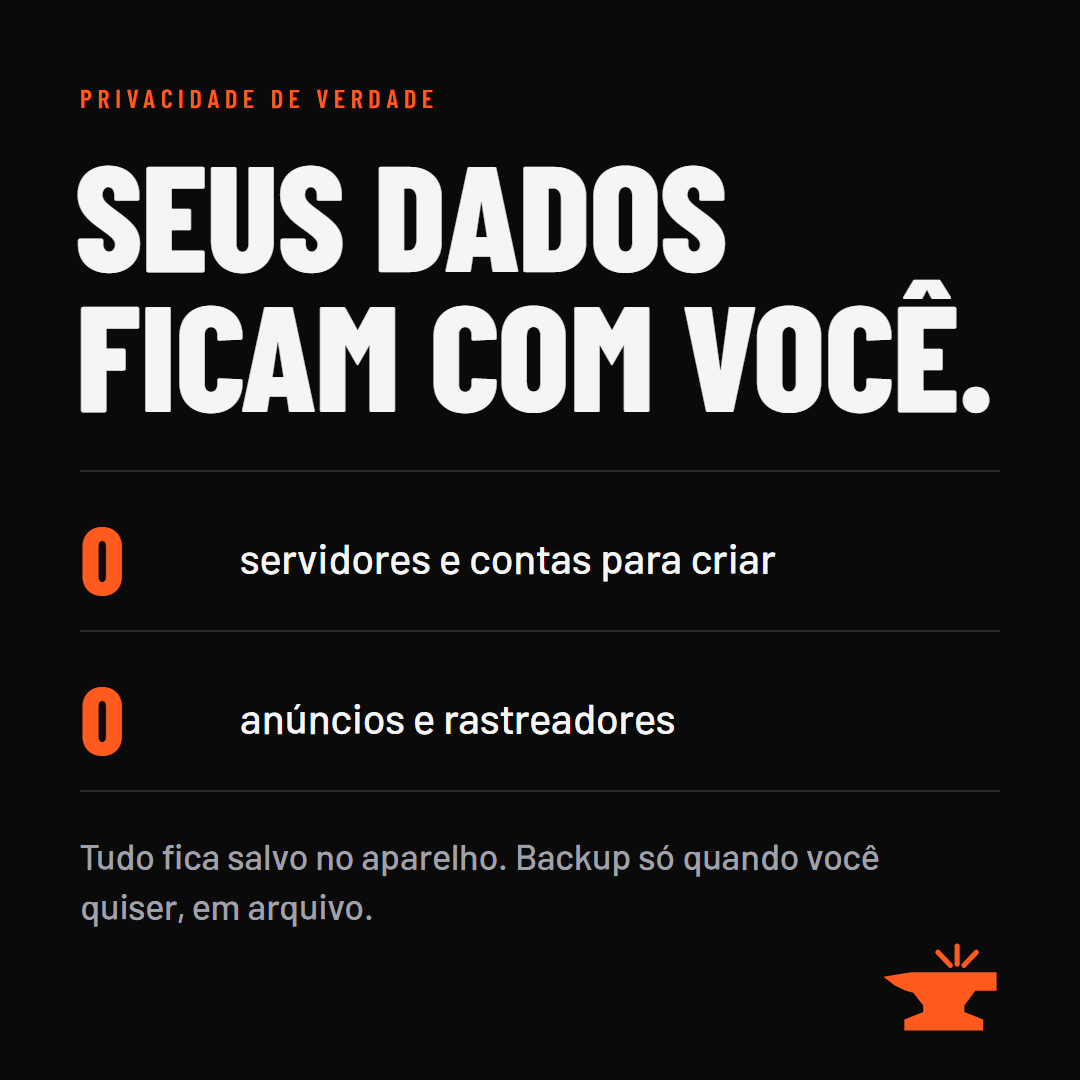 PRIVACIDADE DE VERDADE
SEUS DADOS
FICAM COM VOCÊ.
0 servidores e contas para criar
0 anúncios e rastreadores
Tudo fica salvo no aparelho. Backup só quando você
quiser, em arquivo.